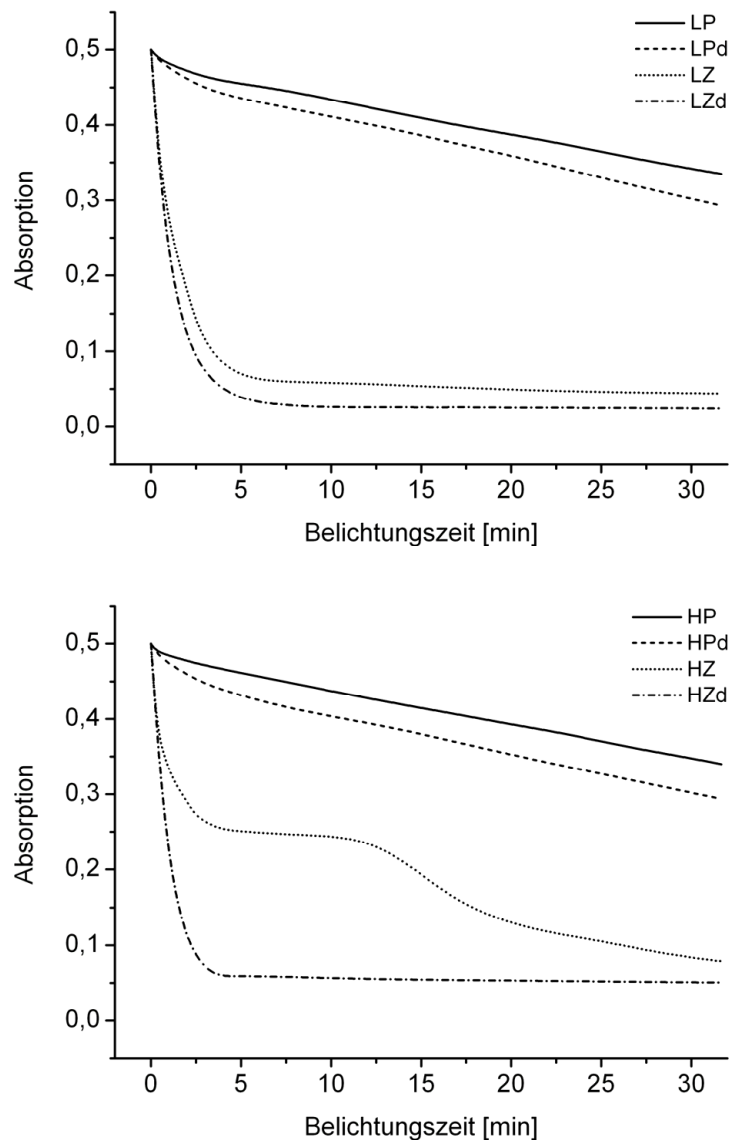 LP
LPd
LZ
LZd
0,5
0,4
0,3
0,2
0,1
0,0
Absorption
0 5 10 15 20 25 30
Belichtungszeit [min]
HP
HPd
HZ
HZd
0,5
0,4
0,3
0,2
0,1
0,0
Absorption
0 5 10 15 20 25 30
Belichtungszeit [min]